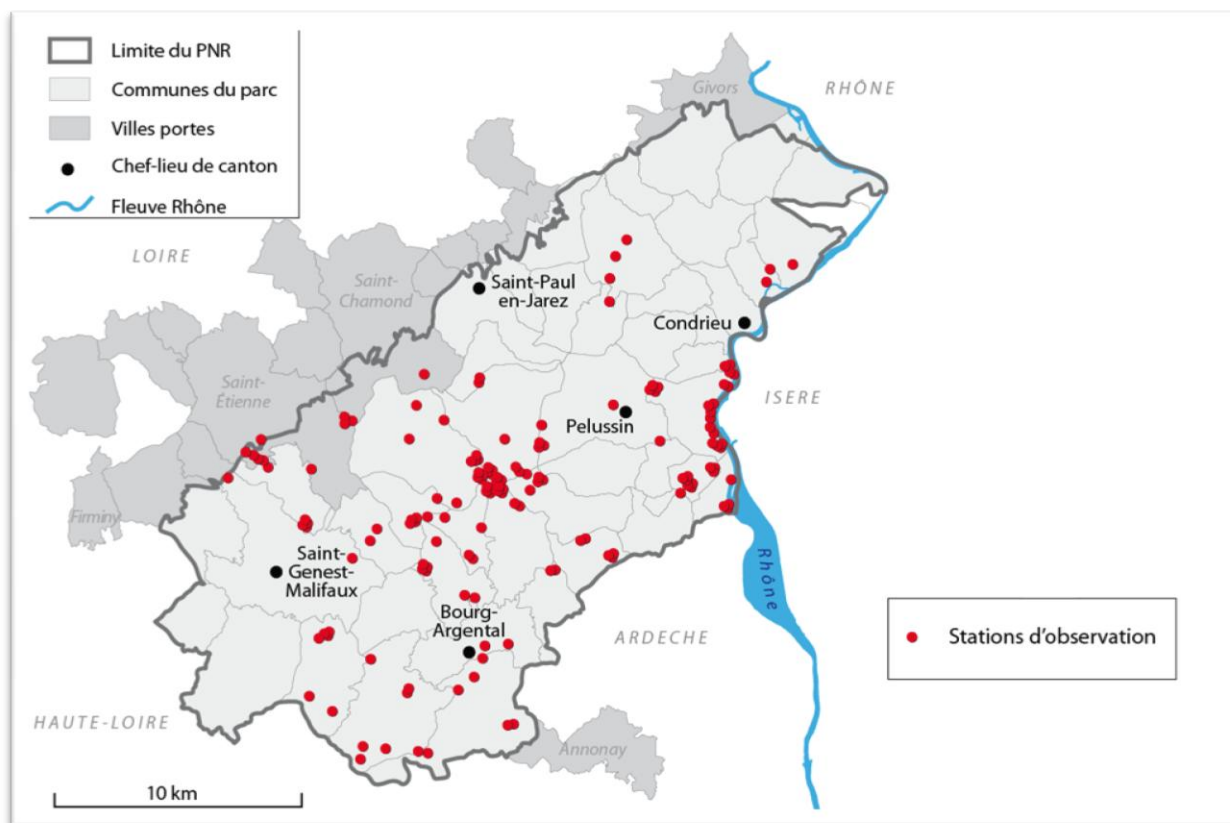 Limite du PNR
Communes du parc
Villes portes
Chef-lieu de canton
Fleuve Rhône
Givors
RHÔNE
LOIRE
Saint-
Chamond
Saint-Paul
en-Jarez
Condrieu
Saint-
Étienne
ISERE
Pelussin
Firminy
Saint-
Genest-
Malifaux
Rhône
Bourg-
Argental
ARDECHE
Stations d'observation
HAUTE-LOIRE
Annonay
10 km